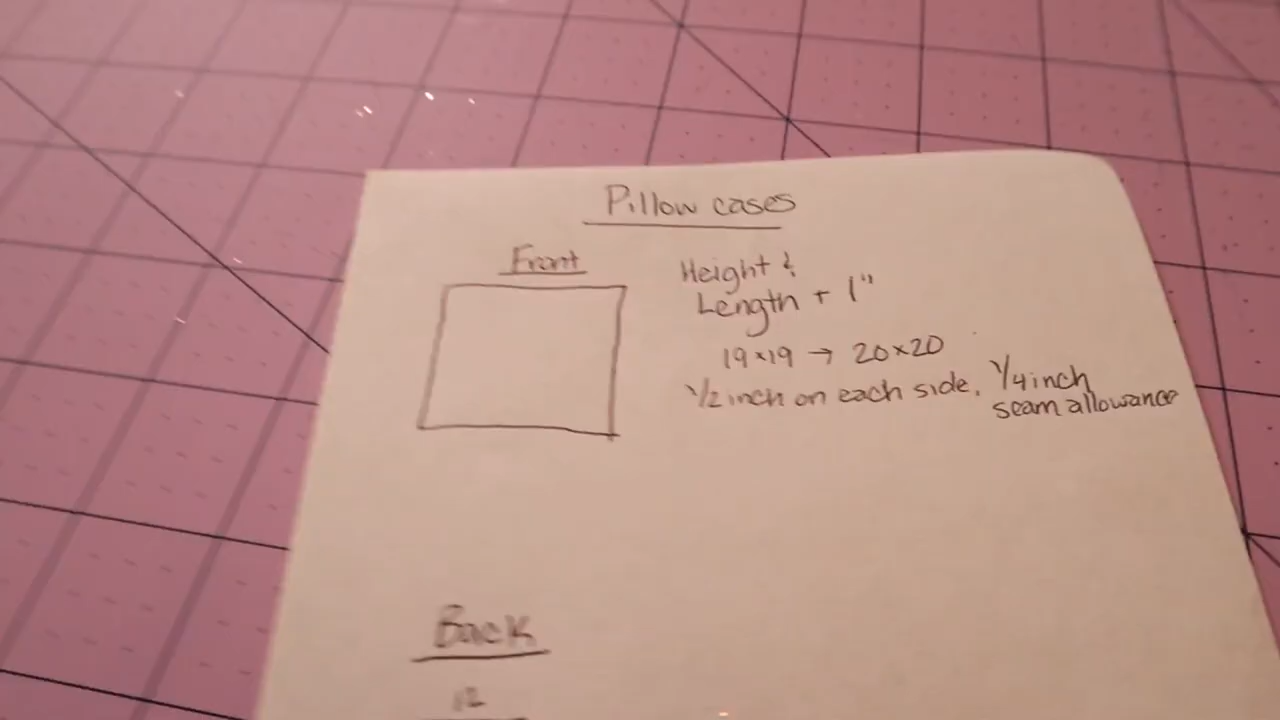 Pillow cases
Front
Height &
Length + 1"
19x19 → 20x20
1/2 inch on each side. 1/4 inch
seam allowance
Back
12